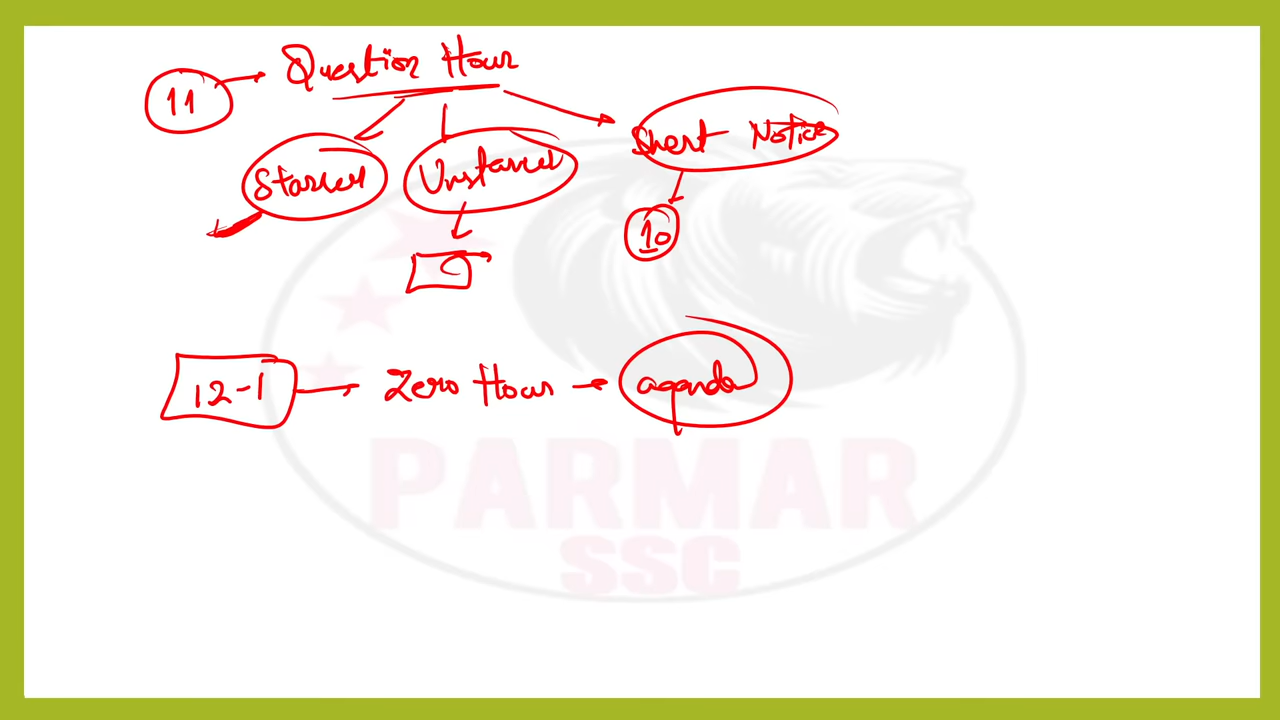 11 → Question Hour
Starred Unstarred Short Notice
10
12-1 → Zero Hour → agenda
PARMAR
SSC